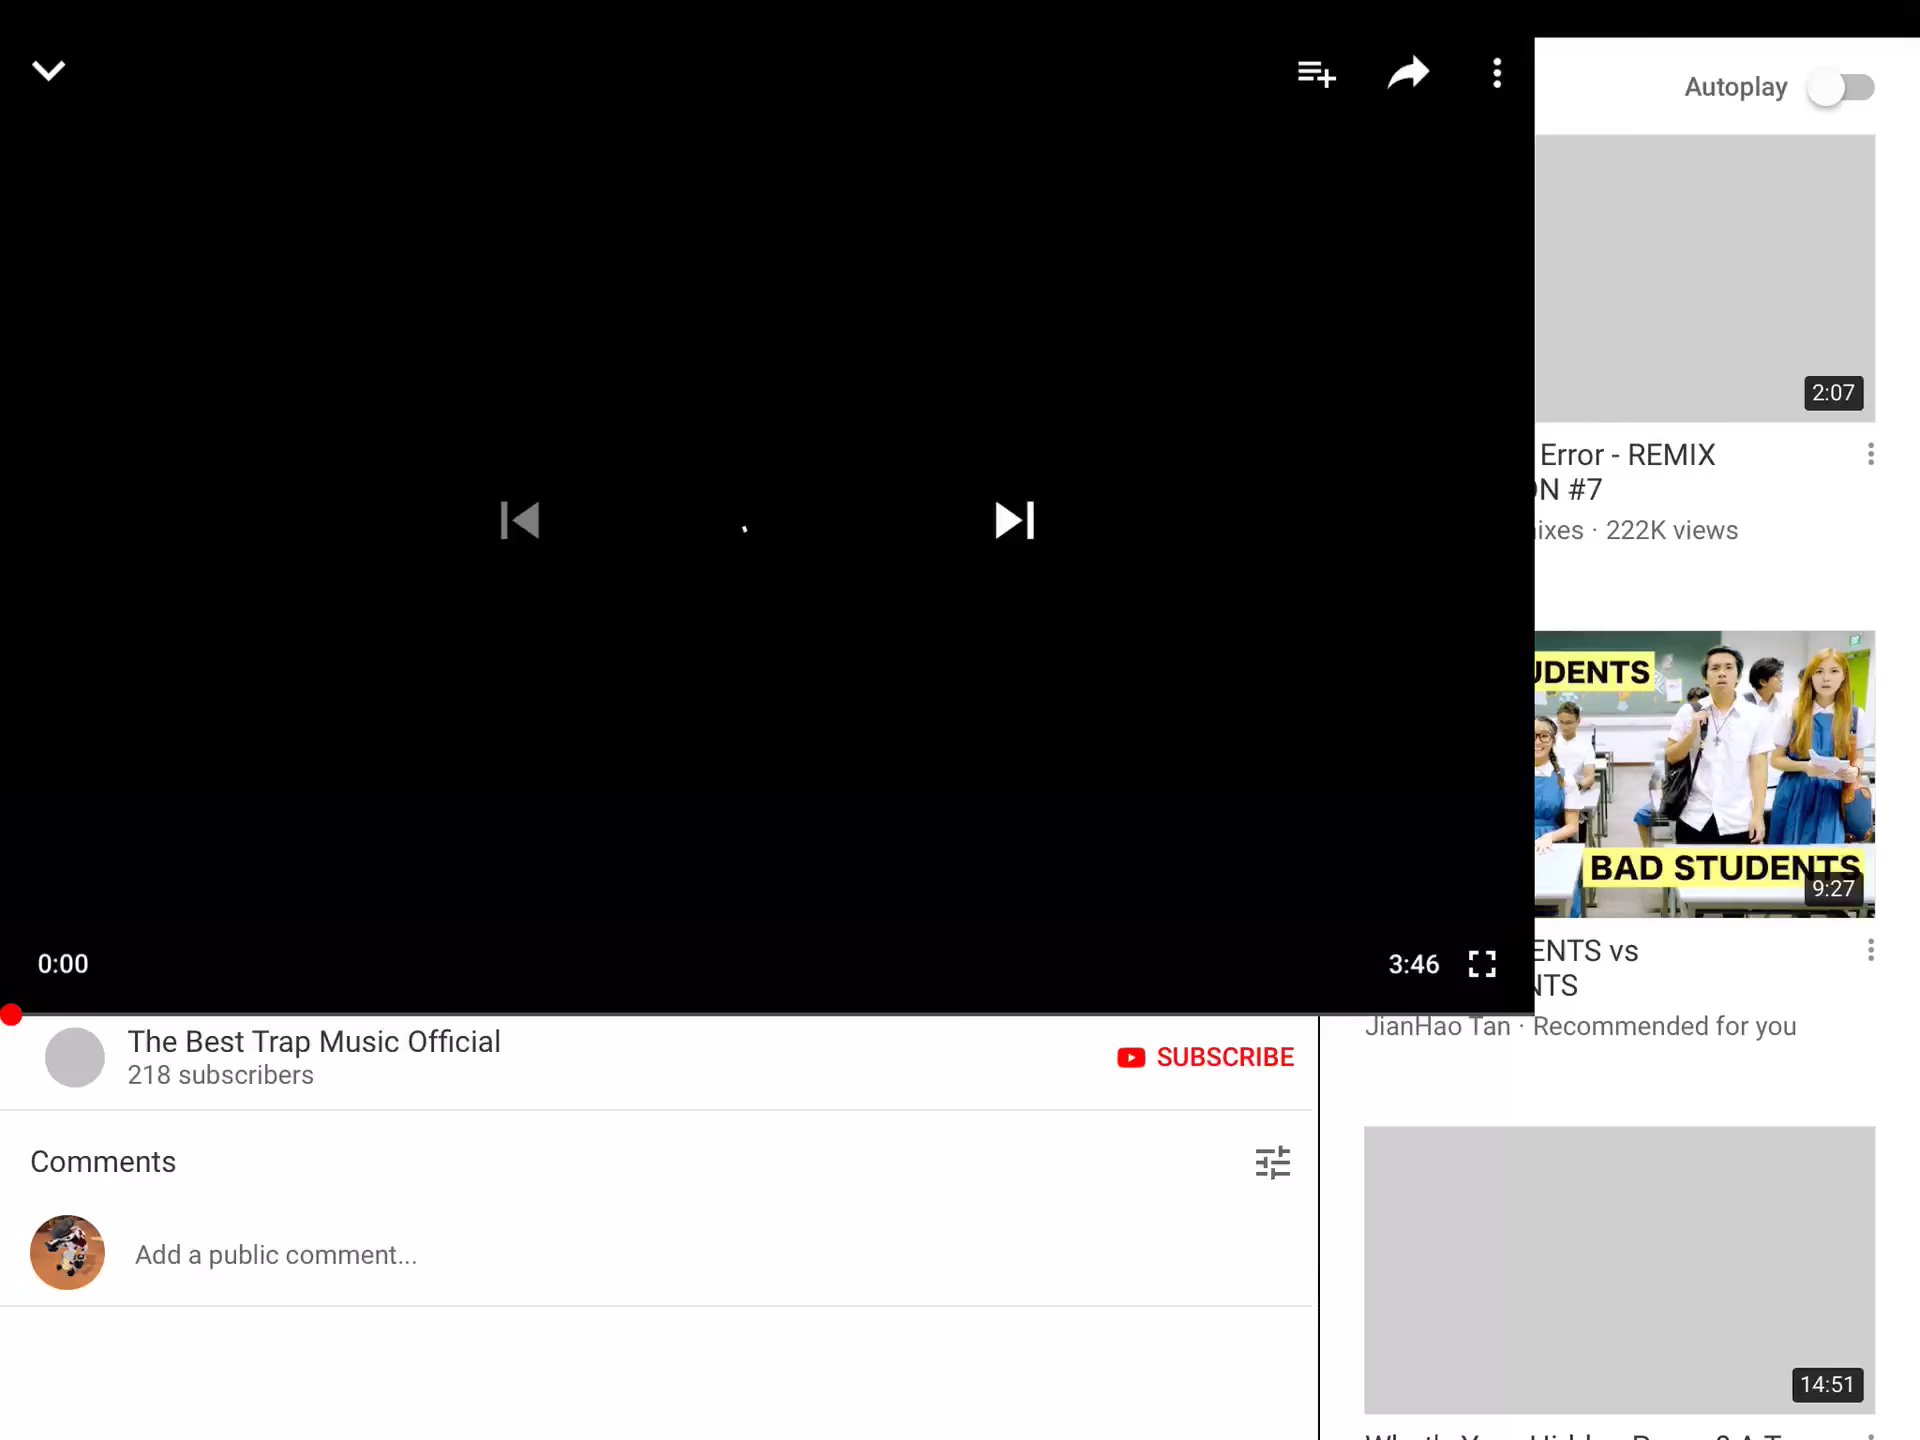 Autoplay
2:07
Error - REMIX
N #7
ixes · 222K views
UDENTS
BAD STUDENTS
9:27
ENTS vs
NTS
JianHao Tan · Recommended for you
0:00
3:46
The Best Trap Music Official
218 subscribers
SUBSCRIBE
Comments
Add a public comment...
14:51